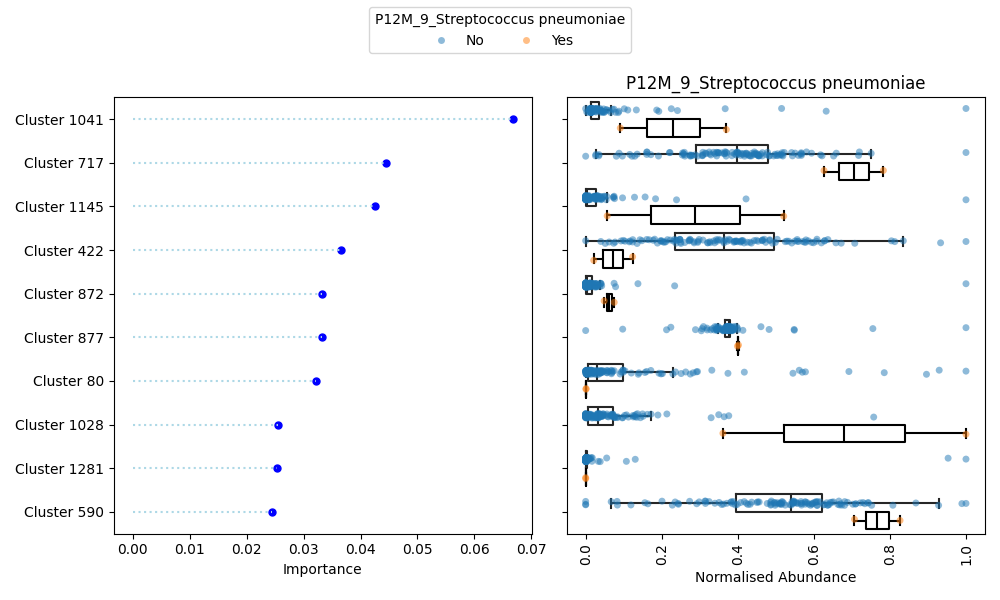 P12M_9_Streptococcus pneumoniae
No Yes
P12M_9_Streptococcus pneumoniae
Cluster 1041
Cluster 717
Cluster 1145
Cluster 422
Cluster 872
Cluster 877
Cluster 80
Cluster 1028
Cluster 1281
Cluster 590
0.00 0.01 0.02 0.03 0.04 0.05 0.06 0.07
Importance
0.0 0.2 0.4 0.6 0.8 1.0
Normalised Abundance